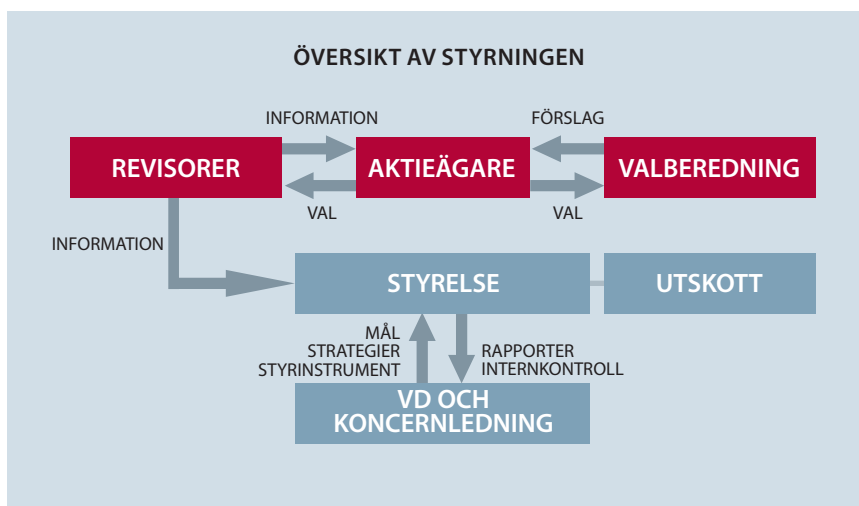 ÖVERSIKT AV STYRNINGEN
INFORMATION
FÖRSLAG
REVISORER
AKTIEÄGARE
VALBEREDNING
VAL
VAL
INFORMATION
STYRELSE
UTSKOTT
MÅL
STRATEGIER
STYRINSTRUMENT
RAPPORTER
INTERNKONTROLL
VD OCH
KONCERNLEDNING